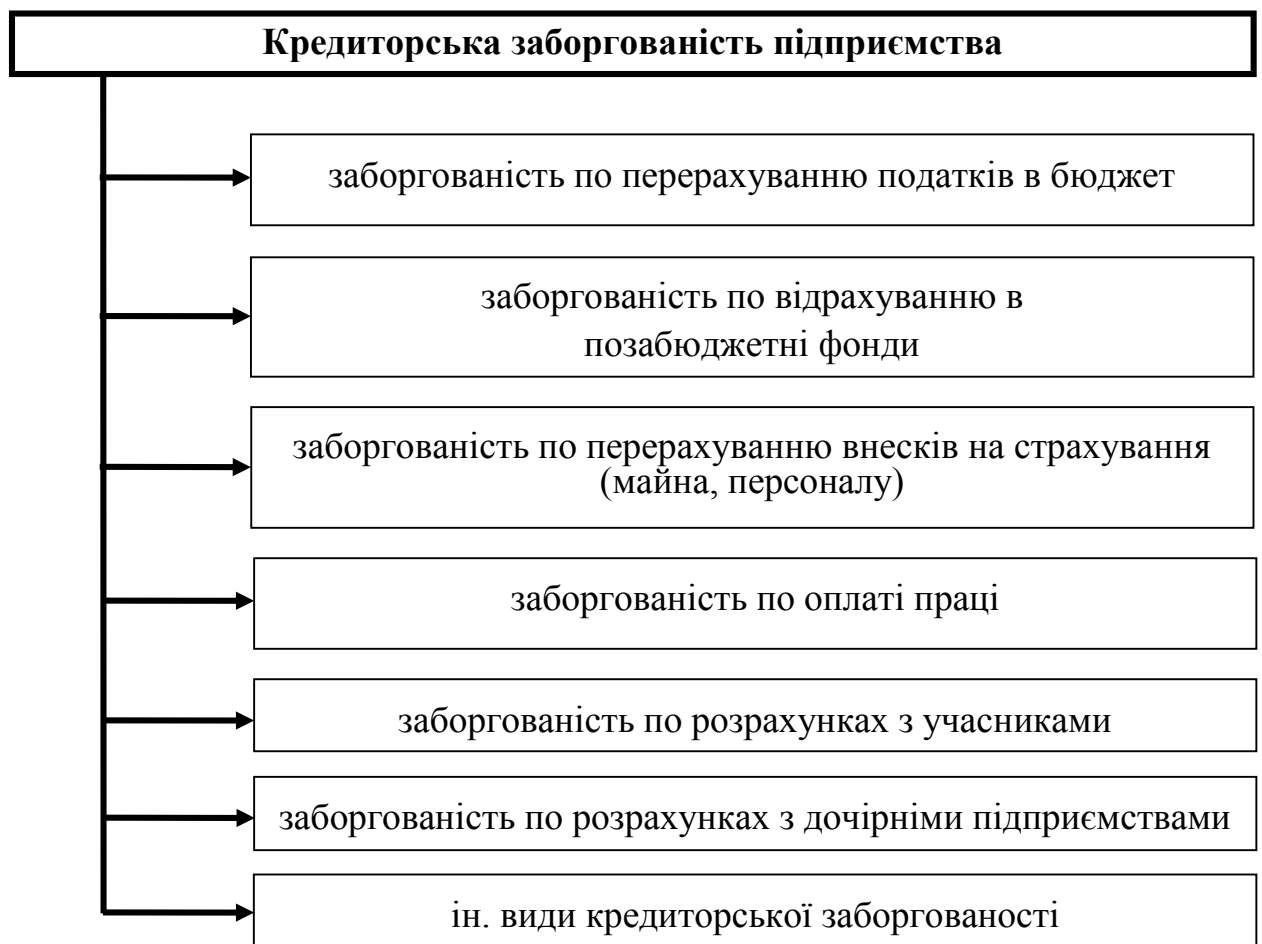 Кредиторська заборгованість підприємства
заборгованість по перерахуванню податків в бюджет
заборгованість по відрахуванню в
позабюджетні фонди
заборгованість по перерахуванню внесків на страхування
(майна, персоналу)
заборгованість по оплаті праці
заборгованість по розрахунках з учасниками
заборгованість по розрахунках з дочірніми підприємствами
ін. види кредиторської заборгованості